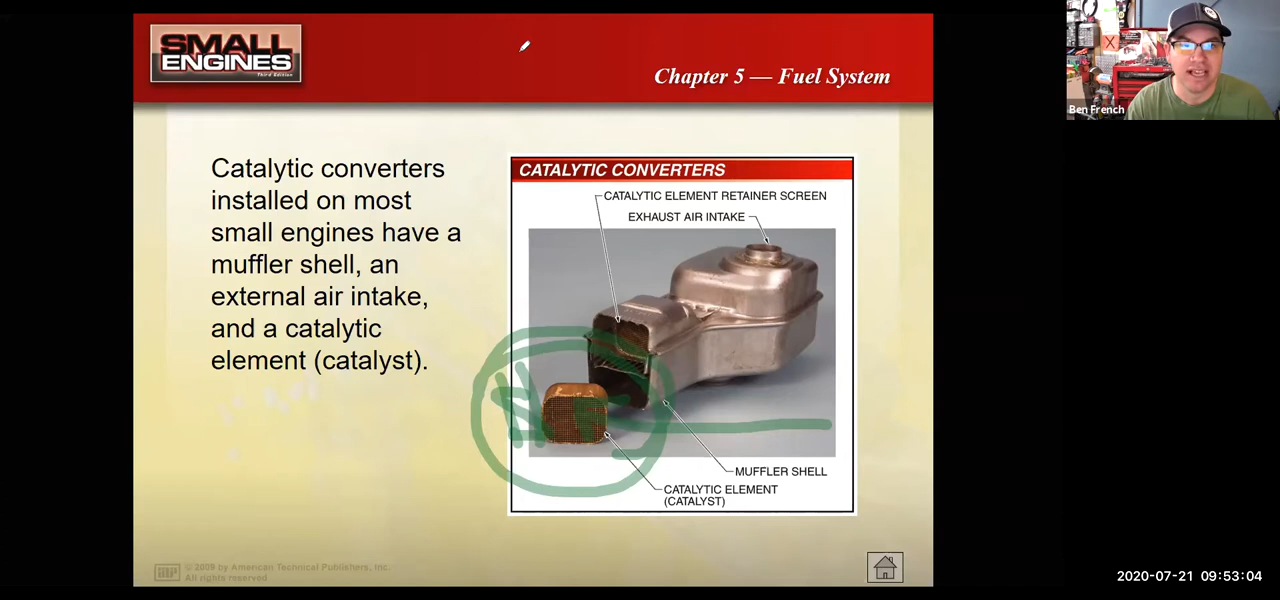 SMALL
ENGINES
Third Edition
Chapter 5 — Fuel System
Ben French
Catalytic converters
installed on most
small engines have a
muffler shell, an
external air intake,
and a catalytic
element (catalyst).
CATALYTIC CONVERTERS
CATALYTIC ELEMENT RETAINER SCREEN
EXHAUST AIR INTAKE
MUFFLER SHELL
CATALYTIC ELEMENT
(CATALYST)
© 2009 by American Technical Publishers, Inc.
All rights reserved
2020-07-21 09:53:04